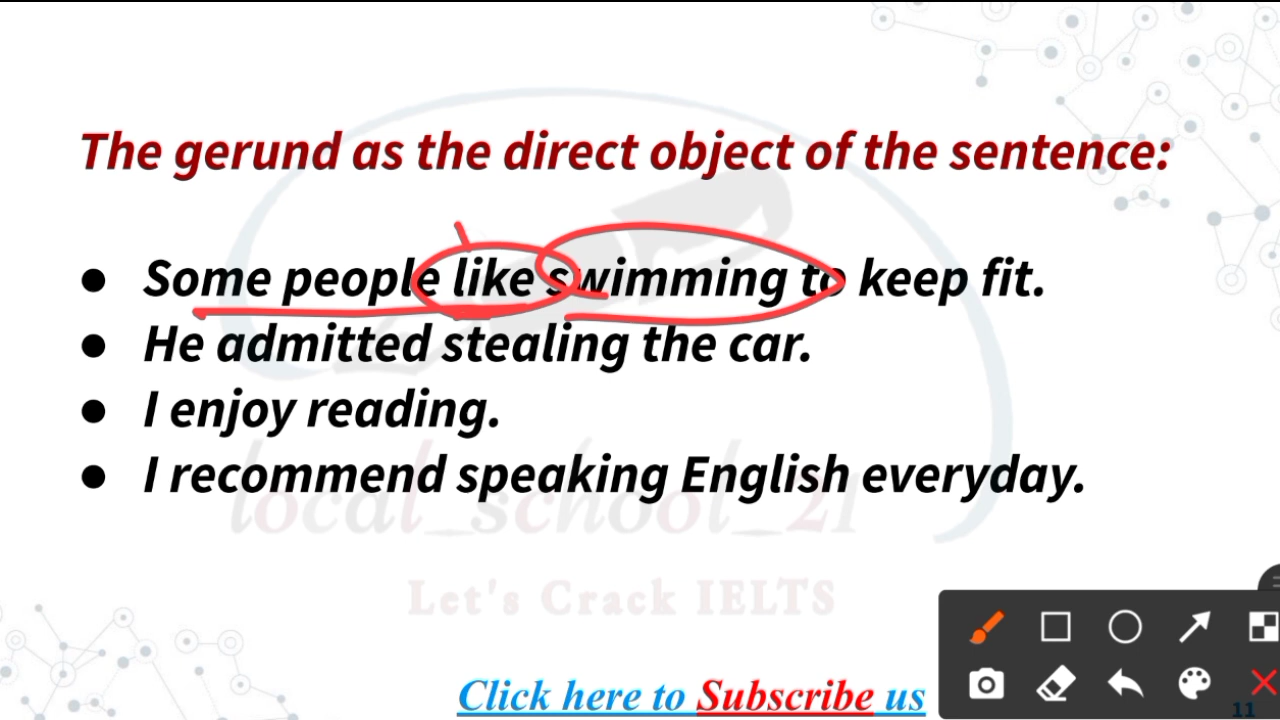 The gerund as the direct object of the sentence:
● Some people like swimming to keep fit.
● He admitted stealing the car.
● I enjoy reading.
● I recommend speaking English everyday.
local_school_21
Let's Crack IELTS
Click here to Subscribe us
11